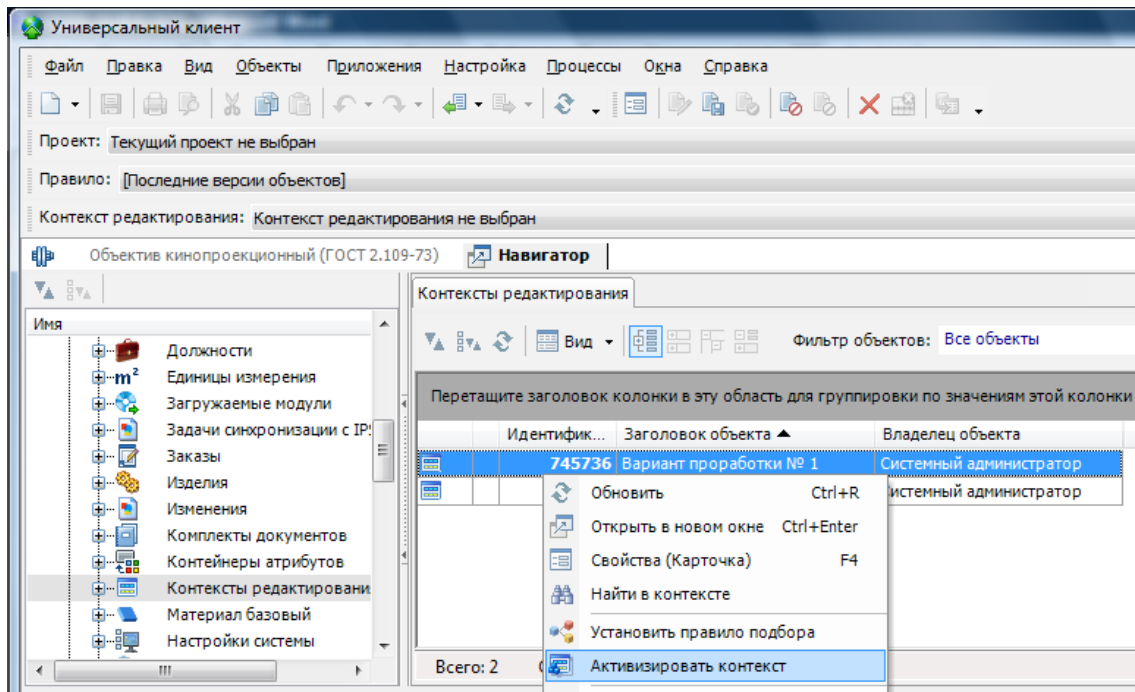 Универсальный клиент
Файл Правка Вид Объекты Приложения Настройка Процессы Окна Справка
Проект: Текущий проект не выбран
Правило: [Последние версии объектов]
Контекст редактирования: Контекст редактирования не выбран
Объектив кинопроекционный (ГОСТ 2.109-73) Навигатор
Контексты редактирования
Имя
Должности
m² Единицы измерения
Загружаемые модули
Задачи синхронизации с IP
Заказы
Изделия
Изменения
Комплекты документов
Контейнеры атрибутов
Контексты редактировани
Материал базовый
Настройки системы
Вид Фильтр объектов: Все объекты
Перетащите заголовок колонки в эту область для группировки по значениям этой колонки
Идентифик... Заголовок объекта Владелец объекта
745736 Вариант проработки № 1 Системный администратор
истемный администратор
Обновить Ctrl+R
Открыть в новом окне Ctrl+Enter
Свойства (Карточка) F4
Найти в контексте
Установить правило подбора
Активизировать контекст
Всего: 2